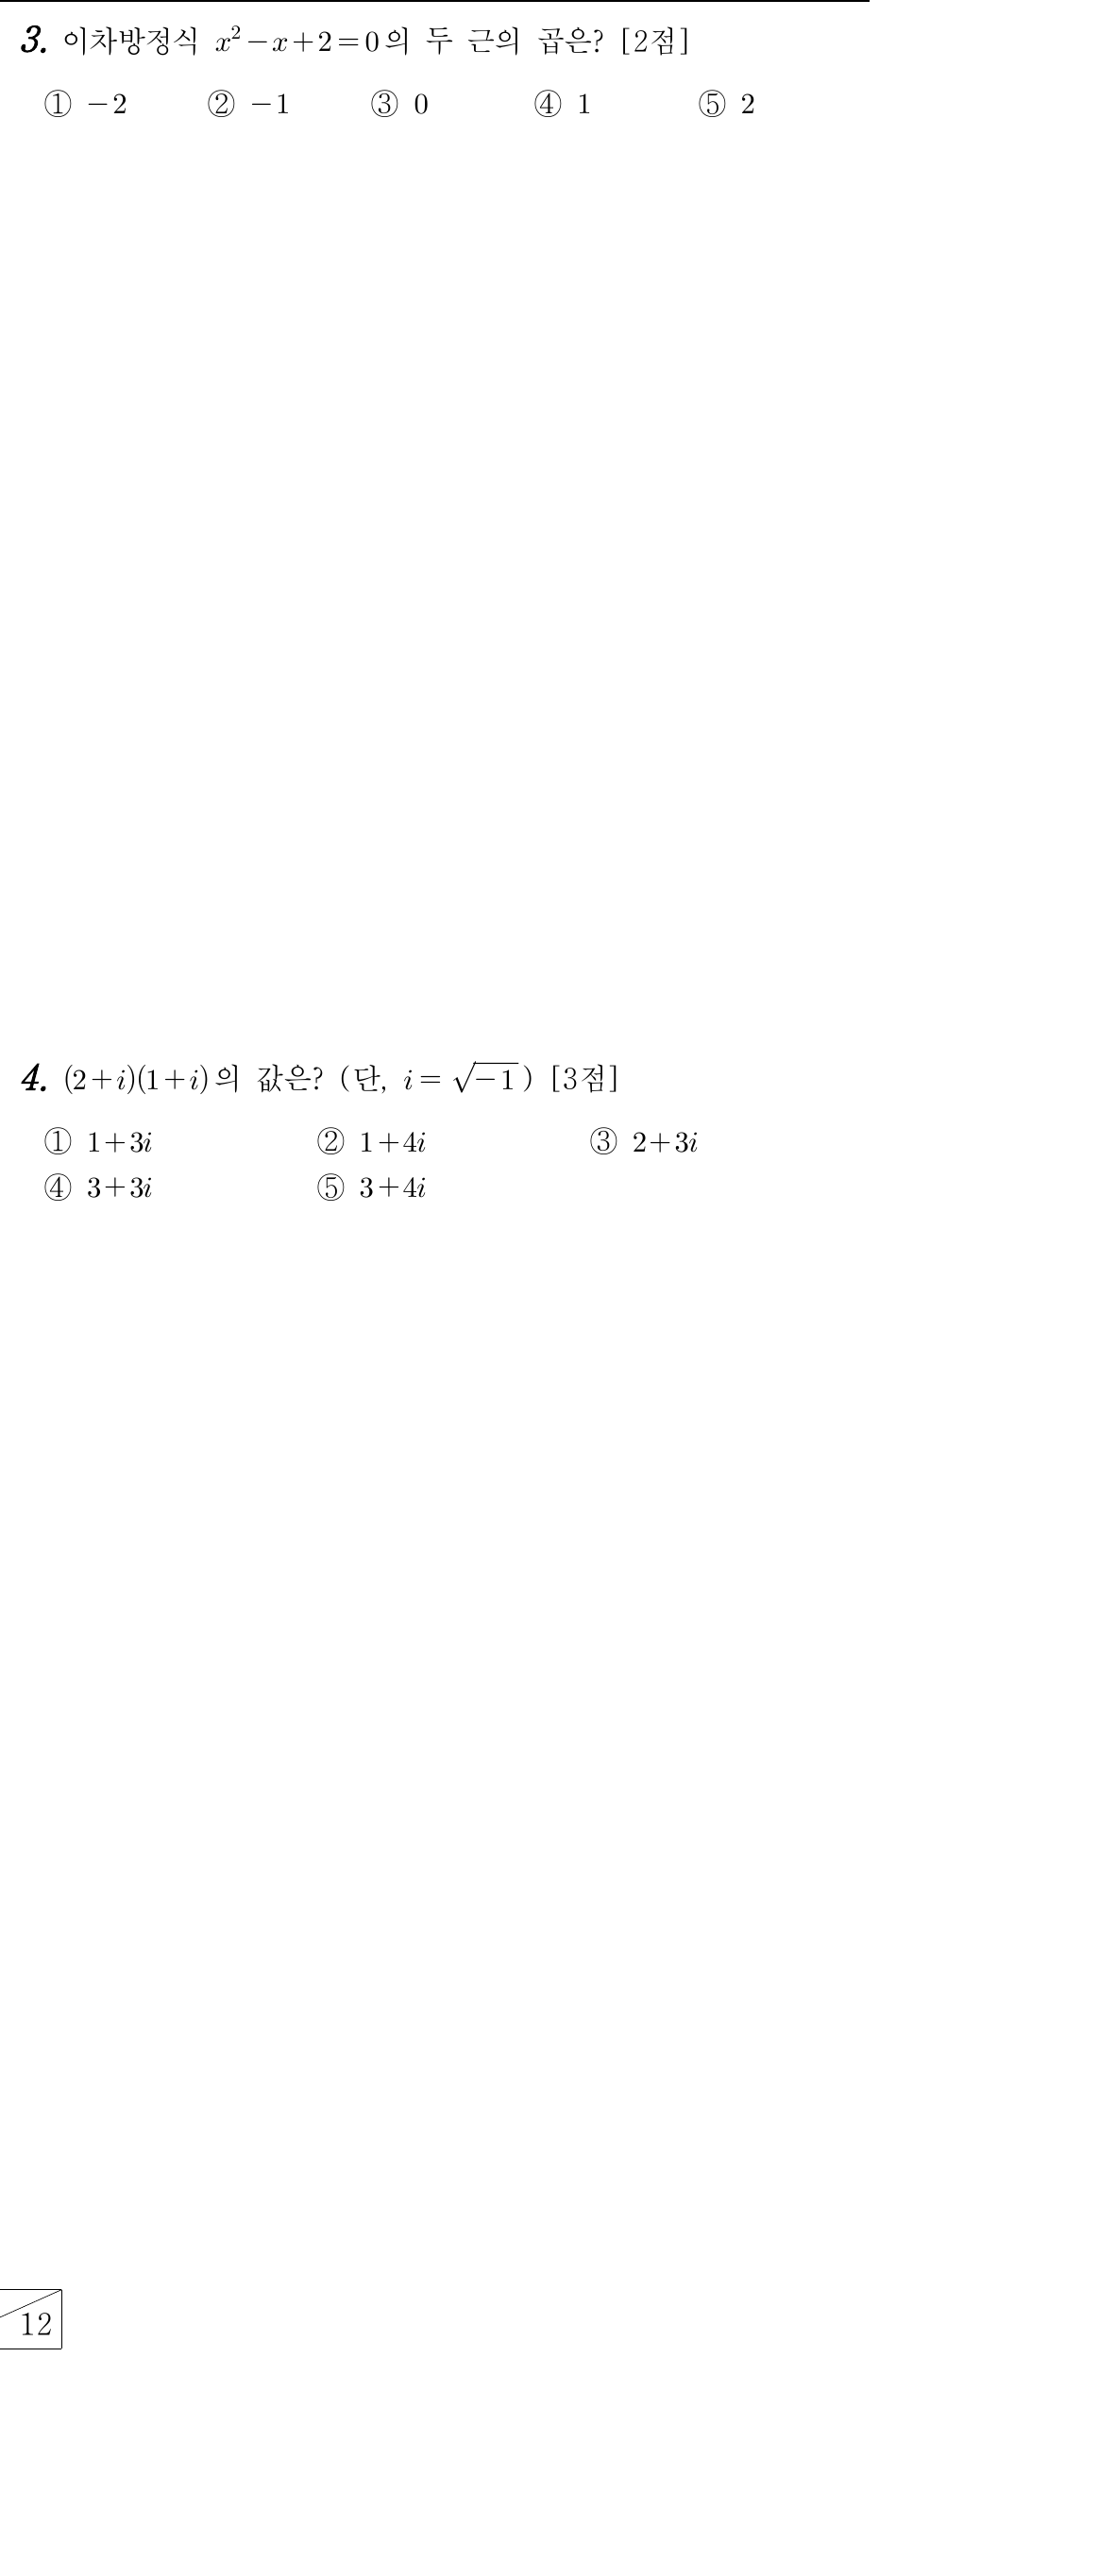 3. 이차방정식 x²-x+2=0의 두 근의 곱은? [2점]
① -2 ② -1 ③ 0 ④ 1 ⑤ 2
4. (2+i)(1+i)의 값은? (단, i=√-1) [3점]
① 1+3i ② 1+4i ③ 2+3i
④ 3+3i ⑤ 3+4i
12